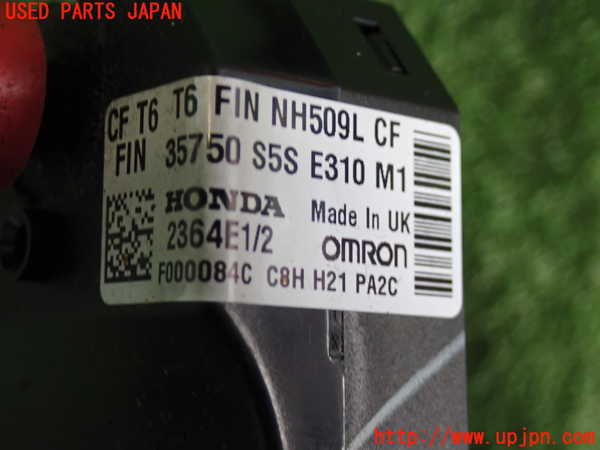 USED PARTS JAPAN
CF T6 T6 FIN NH509L CF
FIN 35750 S5S E310 M1
HONDA Made In UK
2364E1/2 OMRON
F000084C C8H H21 PA2C
http://www.upjpn.com/